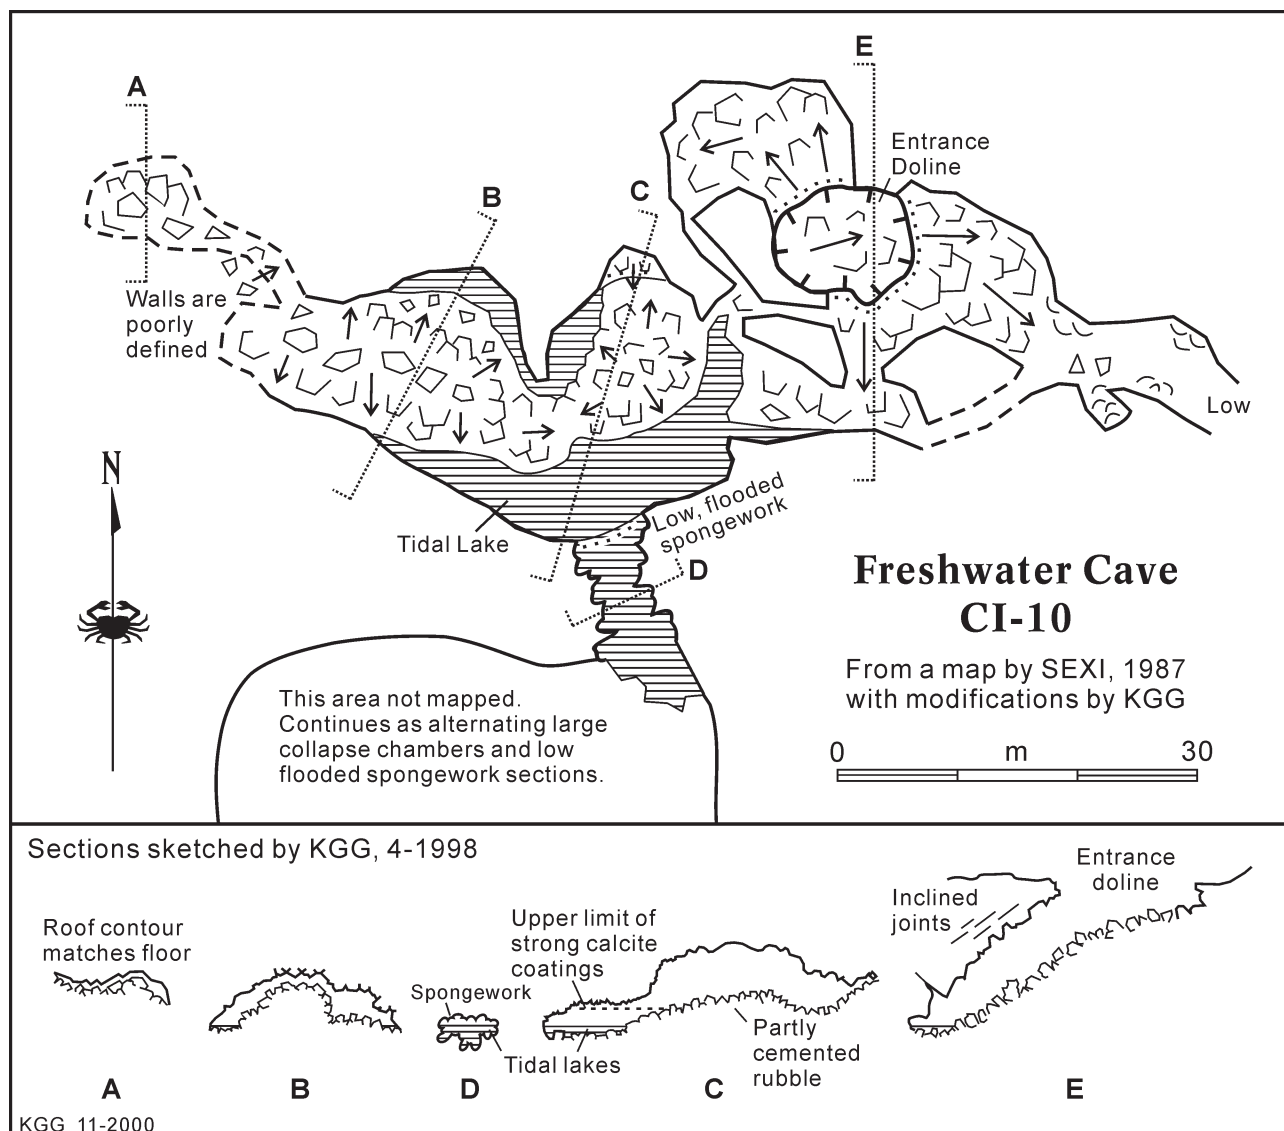 A
B
C
E
Entrance
Doline
Walls are
poorly
defined
Low
N
Tidal Lake
Low, flooded
spongework
D
Freshwater Cave
CI-10
From a map by SEXI, 1987
with modifications by KGG
0 m 30
This area not mapped.
Continues as alternating large
collapse chambers and low
flooded spongework sections.
Sections sketched by KGG, 4-1998
Roof contour
matches floor
Spongework
Upper limit of
strong calcite
coatings
Tidal lakes
Partly
cemented
rubble
Inclined
joints
Entrance
doline
A B D C E
KGG 11-2000